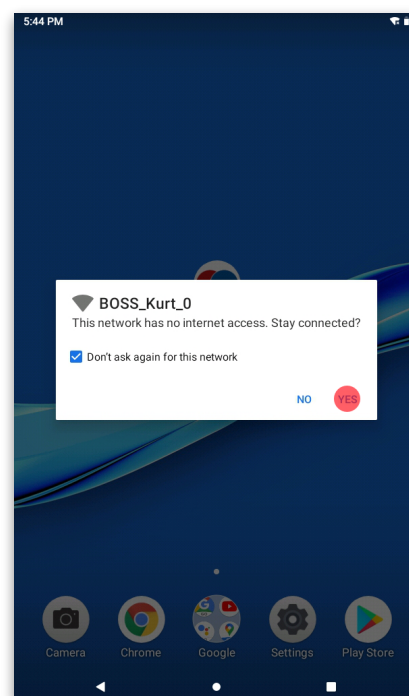 5:44 PM
BOSS_Kurt_0
This network has no internet access. Stay connected?
Don't ask again for this network
NO YES
Camera Chrome Google Settings Play Store